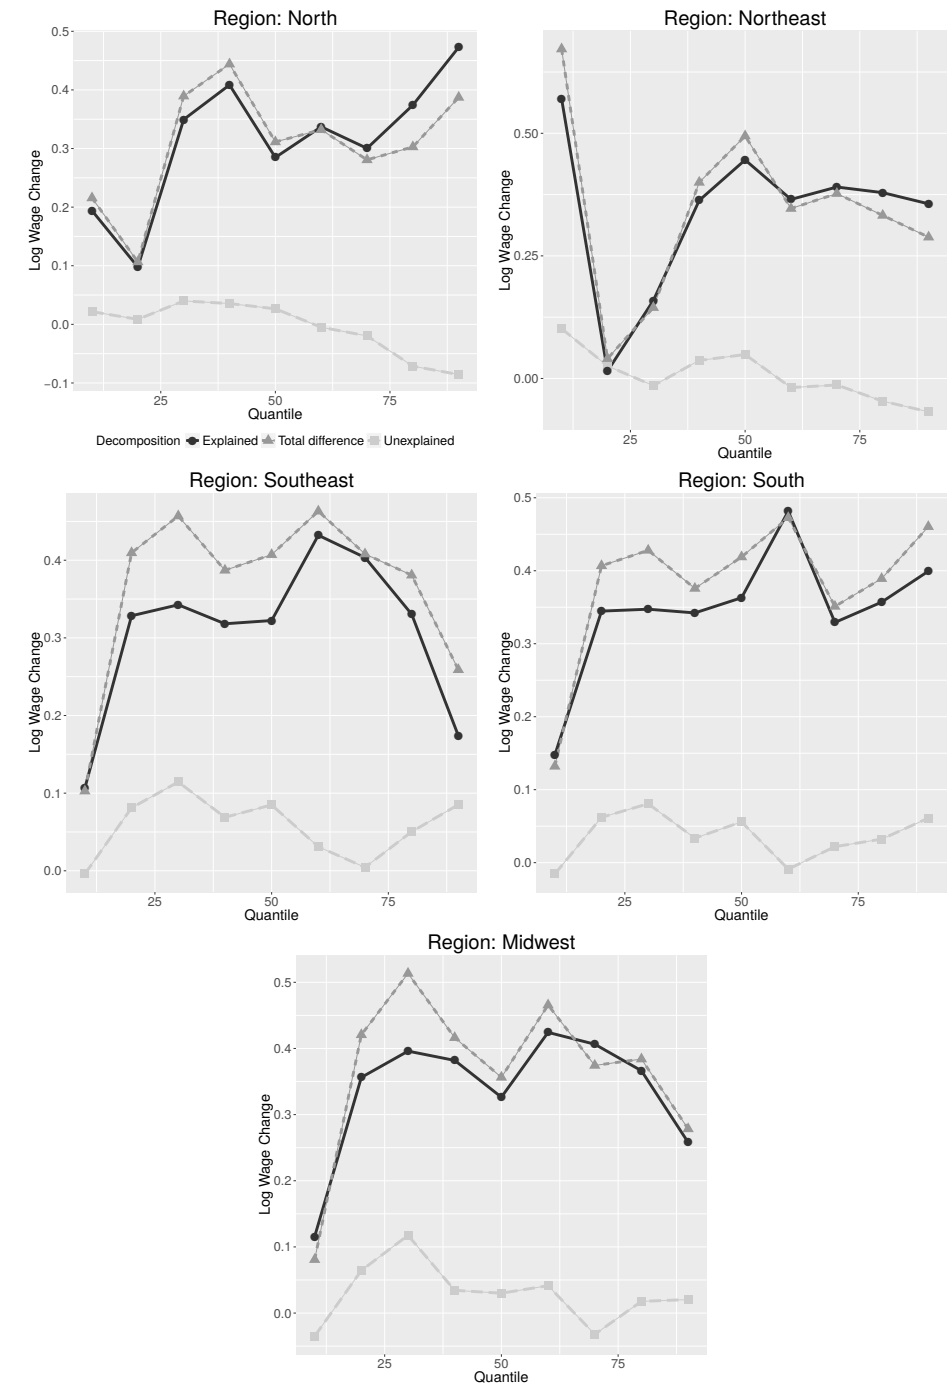 Region: North
Log Wage Change
0.5
0.4
0.3
0.2
0.1
0.0
−0.1
25 50 75
Quantile
Decomposition Explained Total difference Unexplained
Region: Northeast
Log Wage Change
0.50
0.25
0.00
25 50 75
Quantile
Region: Southeast
Log Wage Change
0.4
0.3
0.2
0.1
0.0
25 50 75
Quantile
Region: South
Log Wage Change
0.5
0.4
0.3
0.2
0.1
0.0
25 50 75
Quantile
Region: Midwest
Log Wage Change
0.5
0.4
0.3
0.2
0.1
0.0
25 50 75
Quantile